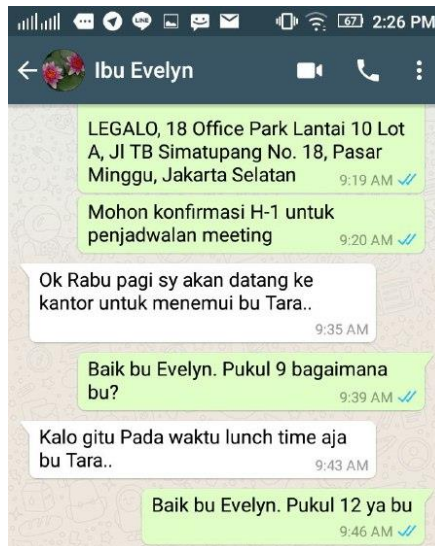 67 2:26 PM
Ibu Evelyn
LEGALO, 18 Office Park Lantai 10 Lot
A, Jl TB Simatupang No. 18, Pasar
Minggu, Jakarta Selatan 9:19 AM
Mohon konfirmasi H-1 untuk
penjadwalan meeting 9:20 AM
Ok Rabu pagi sy akan datang ke
kantor untuk menemui bu Tara..
9:35 AM
Baik bu Evelyn. Pukul 9 bagaimana
bu? 9:39 AM
Kalo gitu Pada waktu lunch time aja
bu Tara.. 9:43 AM
Baik bu Evelyn. Pukul 12 ya bu
9:46 AM